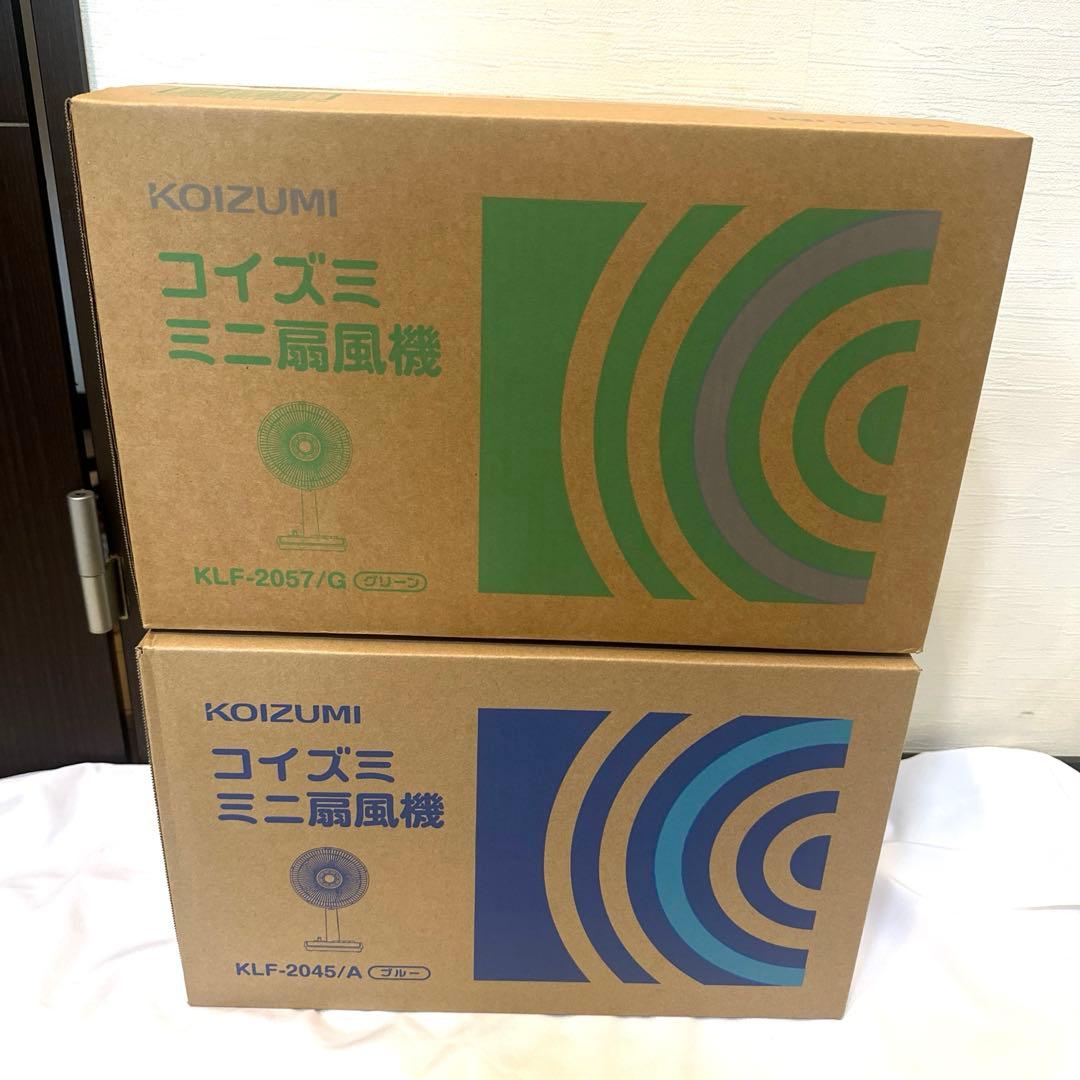 KOIZUMI
コイズミ
ミニ扇風機
KLF-2057/G グリーン
KOIZUMI
コイズミ
ミニ扇風機
KLF-2045/A ブルー